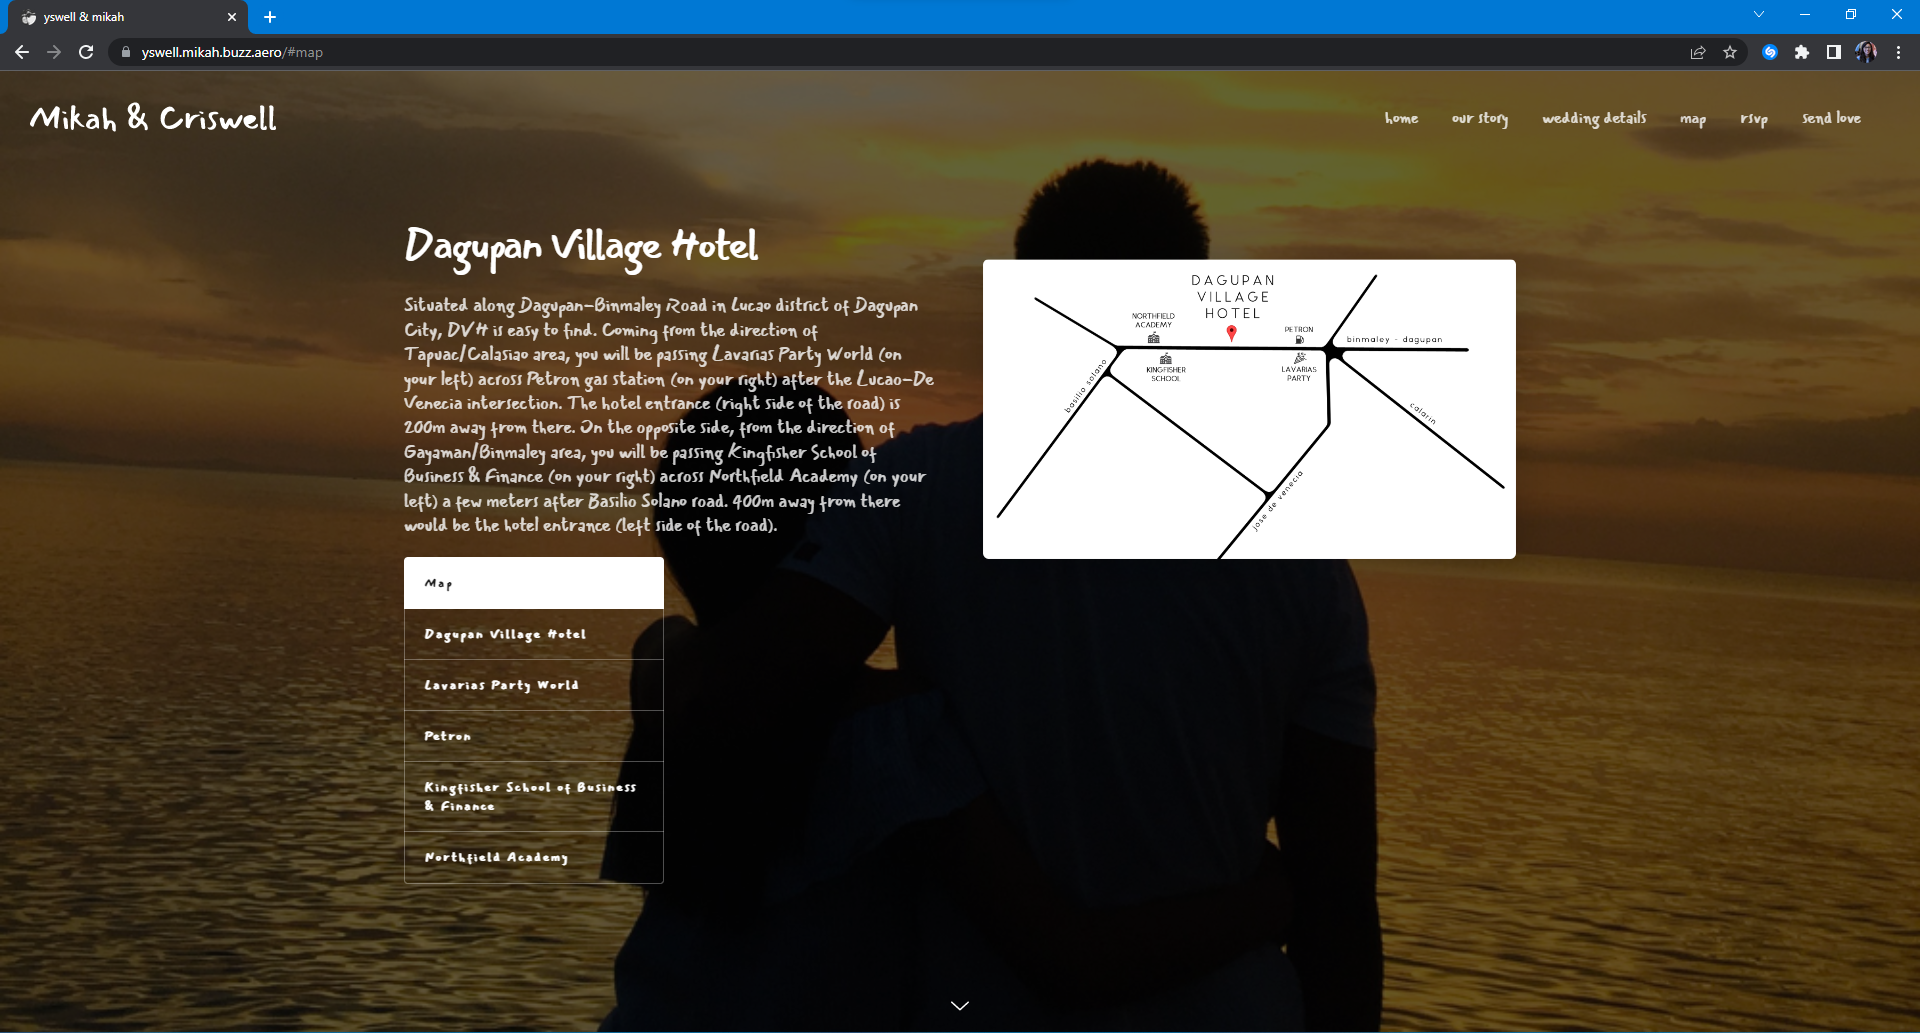 yswell & mikah
yswell.mikah.buzz.aero/#map
Mikah & Criswell
home our story wedding details map rsvp send love
Dagupan Village Hotel
Situated along Dagupan-Binmaley Road in Lucao district of Dagupan
City, DVH is easy to find. Coming from the direction of
Tapuac/Calasiao area, you will be passing Lavarias Party World (on
your left) across Petron gas station (on your right) after the Lucao-De
Venecia intersection. The hotel entrance (right side of the road) is
200m away from there. On the opposite side, from the direction of
Gayaman/Binmaley area, you will be passing Kingfisher School of
Business & Finance (on your right) across Northfield Academy (on your
left) a few meters after Basilio Solano road. 400m away from there
would be the hotel entrance (left side of the road).
Map
Dagupan Village Hotel
Lavarias Party World
Petron
Kingfisher School of Business
& Finance
Northfield Academy
DAGUPAN
VILLAGE
HOTEL
NORTHFIELD
ACADEMY
PETRON
binmaley - dagupan
KINGFISHER
SCHOOL
LAVARIAS
PARTY
basilio solano
calarin
jose de venecia